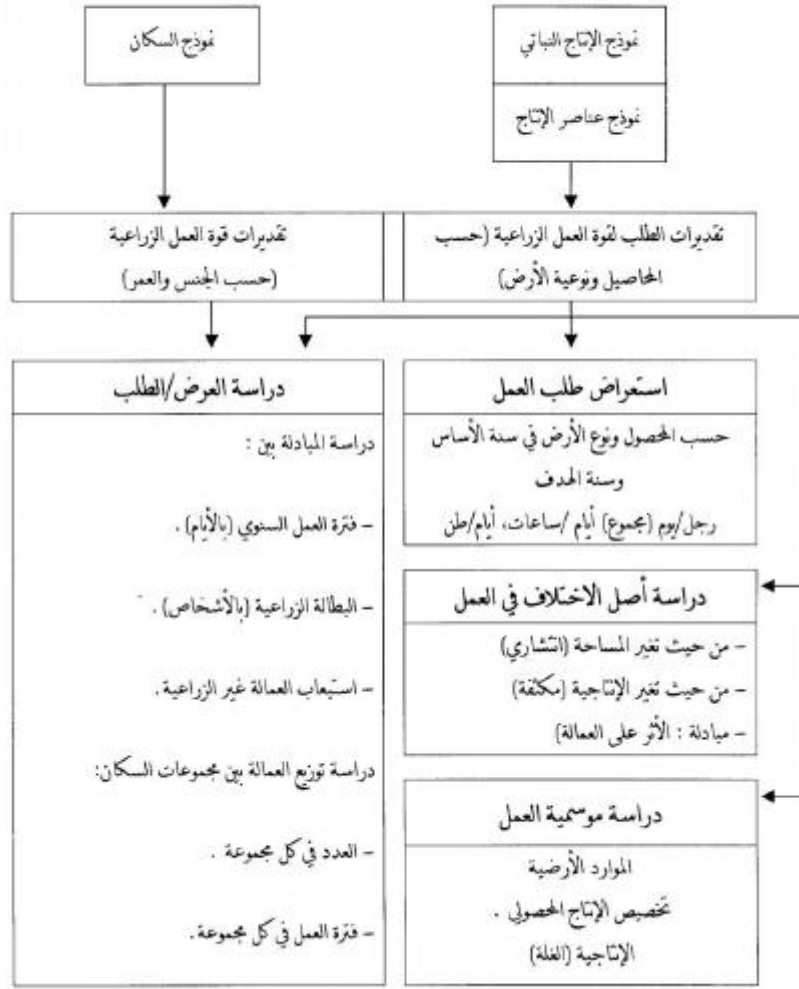 نموذج الإنتاج النباتي
نموذج عناصر الإنتاج
نموذج السكان
تقديرات الطلب لقوة العمل الزراعية (حسب
المحاصيل ونوعية الأرض)
تقديرات قوة العمل الزراعية
(حسب الجنس والعمر)
استعراض طلب العمل
حسب المحصول ونوع الأرض في سنة الأساس
وسنة الهدف
رجل/يوم (مجموع) أيام /ساعات، أيام/طن
دراسة أصل الاختلاف في العمل
– من حيث تغير المساحة (انتشاري)
– من حيث تغير الإنتاجية (مكثفة)
– مبادلة : الأثر على العمالة)
دراسة موسمية العمل
الموارد الأرضية
تخصيص الإنتاج المحصولي .
الإنتاجية (الغلة)
دراسة العرض/الطلب
دراسة المبادلة بين :
– فترة العمل السنوي (بالأيام) .
– البطالة الزراعية (بالأشخاص) .
– استيعاب العمالة غير الزراعية .
دراسة توزيع العمالة بين مجموعات السكان:
– العدد في كل مجموعة .
– فترة العمل في كل مجموعة .